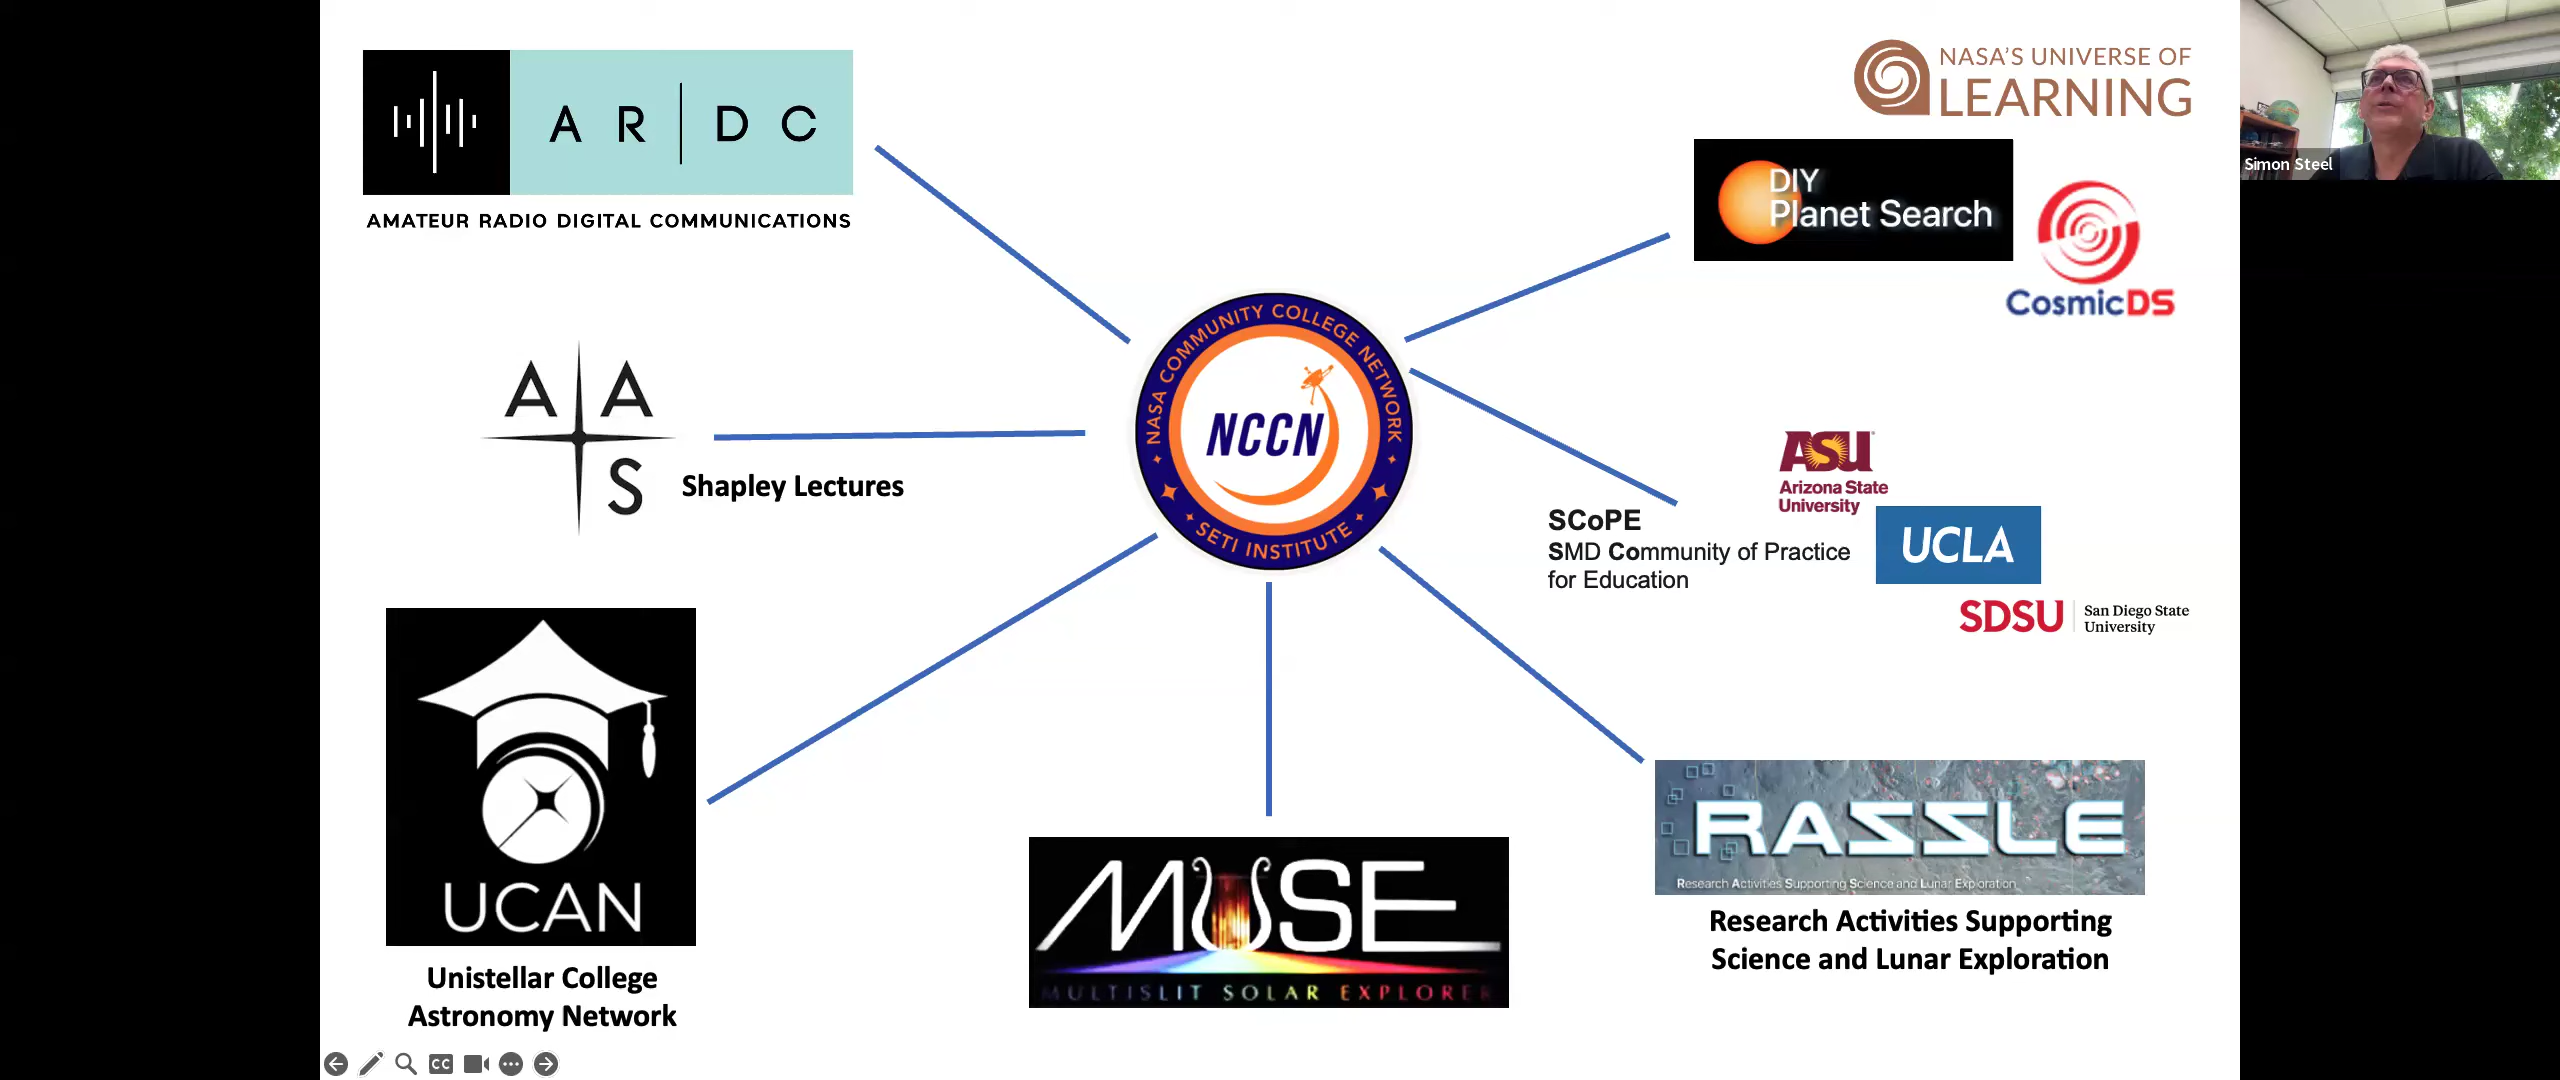 A R | D C
AMATEUR RADIO DIGITAL COMMUNICATIONS
NASA'S UNIVERSE OF
LEARNING
DIY
Planet Search
CosmicDS
Simon Steel
A A
S
Shapley Lectures
NASA COMMUNITY COLLEGE NETWORK
NCCN
SETI INSTITUTE
ASU
Arizona State
University
SCoPE
SMD Community of Practice
for Education
UCLA
SDSU
San Diego State
University
UCAN
Unistellar College
Astronomy Network
MUSE
MULTISLIT SOLAR EXPLORER
RAZZLE
Research Activities Supporting Science and Lunar Exploration
Research Activities Supporting
Science and Lunar Exploration
CC